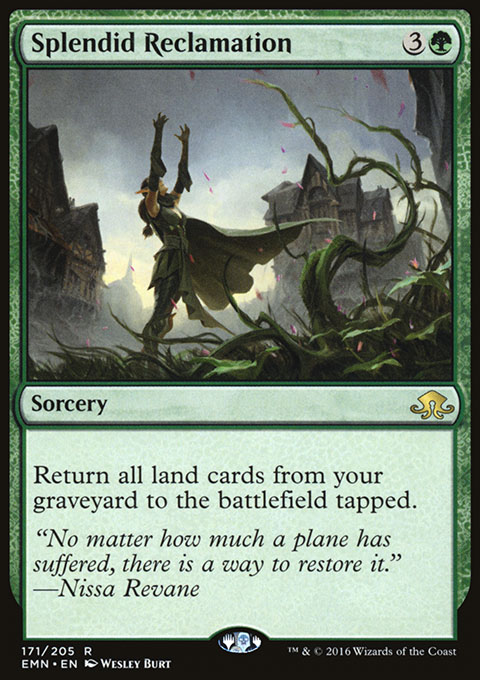 Splendid Reclamation 3
Sorcery
Return all land cards from your
graveyard to the battlefield tapped.
“No matter how much a plane has
suffered, there is a way to restore it.”
—Nissa Revane
171/205 R
EMN • EN Wesley Burt
™ & © 2016 Wizards of the Coast